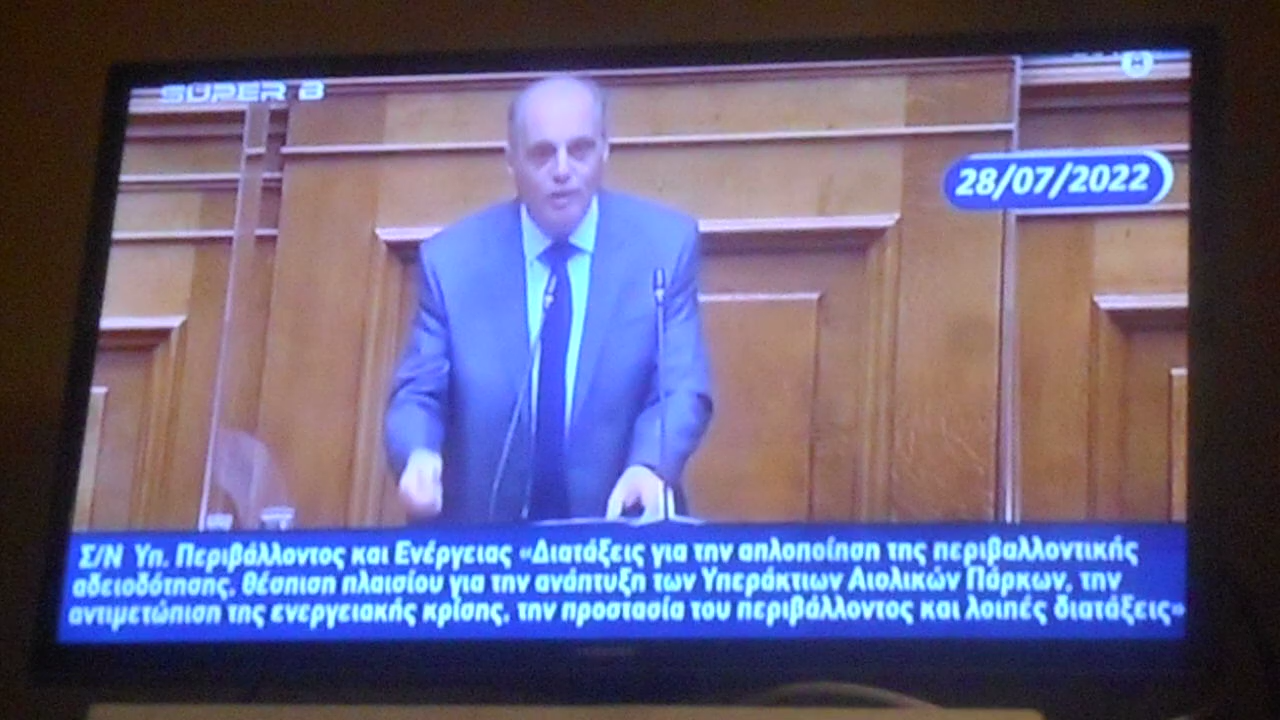 SUPER B
28/07/2022
Σ/Ν Υπ. Περιβάλλοντος και Ενέργειας «Διατάξεις για την απλοποίηση της περιβαλλοντικής
αδειοδότησης, θέσπιση πλαισίου για την ανάπτυξη των Υπεράκτιων Αιολικών Πάρκων, την
αντιμετώπιση της ενεργειακής κρίσης, την προστασία του περιβάλλοντος και λοιπές διατάξεις»